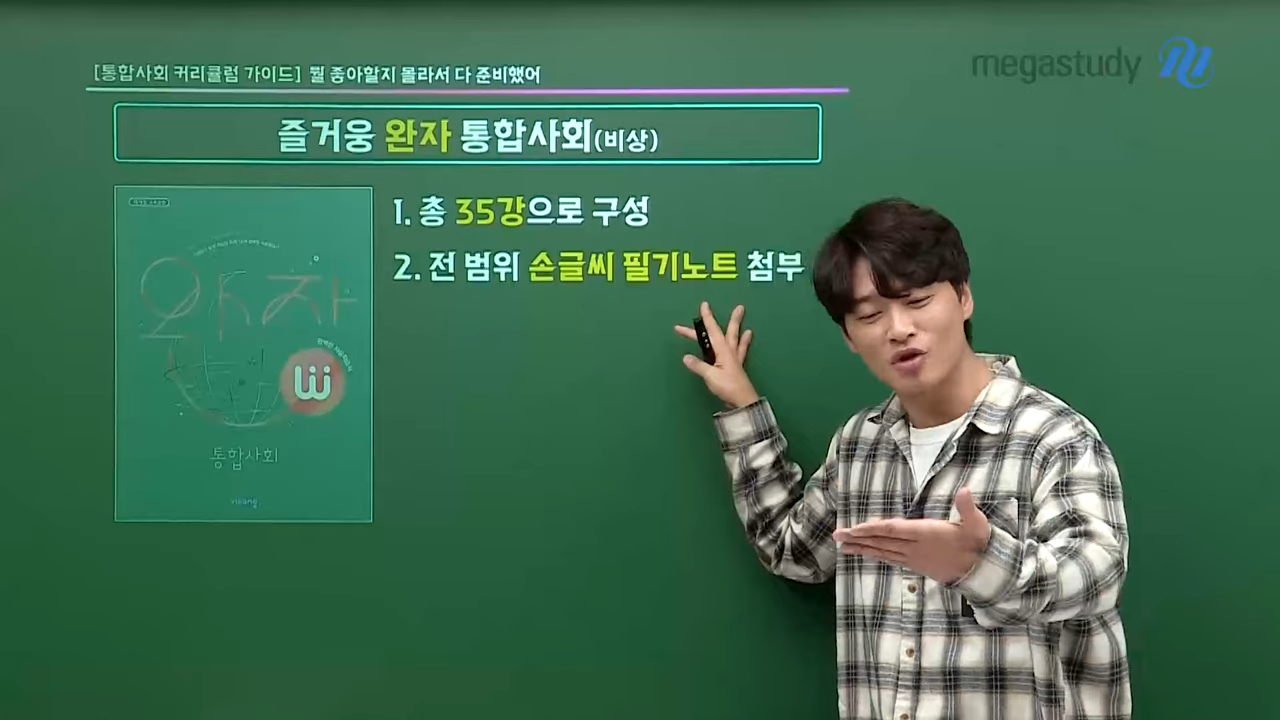 [통합사회 커리큘럼 가이드] 뭘 좋아할지 몰라서 다 준비했어
megastudy
즐거웅 완자 통합사회(비상)
1. 총 35강으로 구성
2. 전 범위 손글씨 필기노트 첨부
완자
통합사회
visang